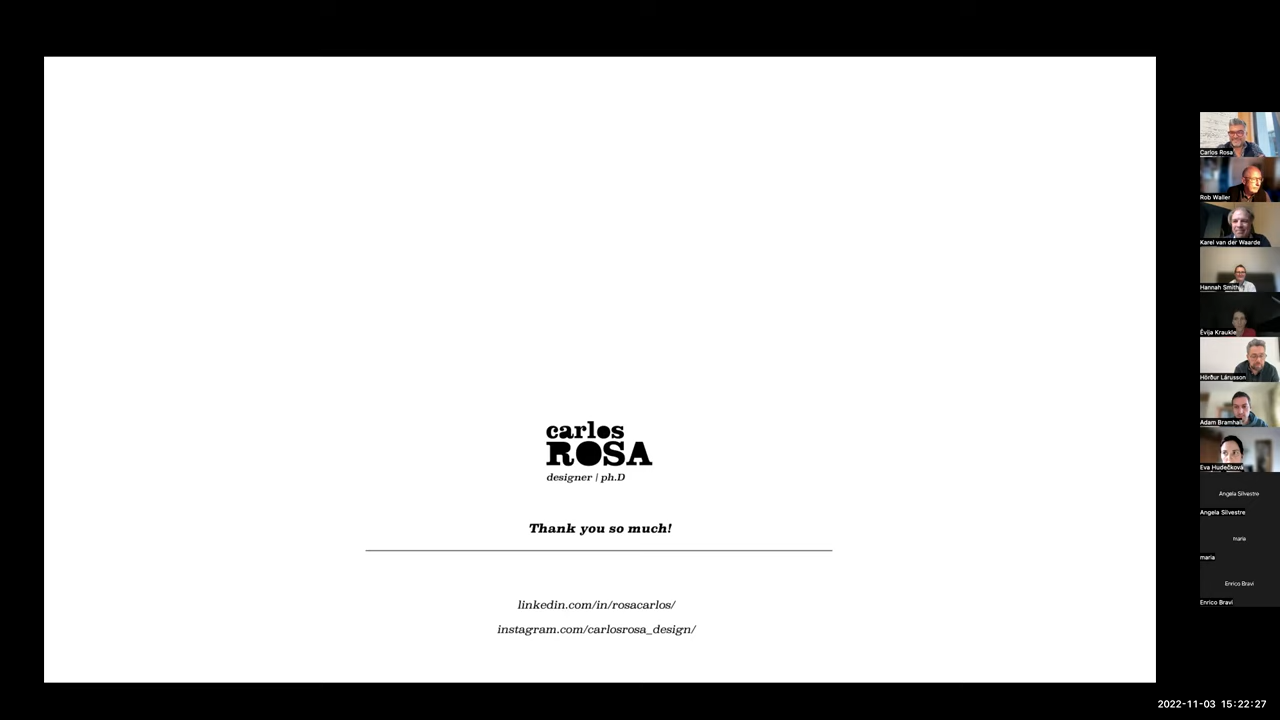 carlos
ROSA
designer | ph.D
Thank you so much!
linkedin.com/in/rosacarlos/
instagram.com/carlosrosa_design/
Carlos Rosa
Rob Waller
Karel van der Waarde
Hannah Smith
Évija Kraukle
Hörður Lárusson
Adam Bramhall
Eva Hudečková
Angela Silvestre
Angela Silvestre
maria
maria
Enrico Bravi
Enrico Bravi
2022-11-03 15:22:27